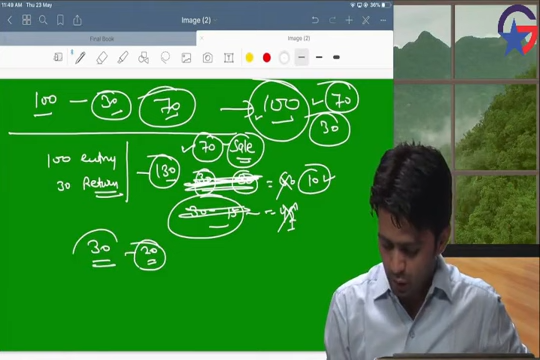 11:49 AM Thu 23 May
36%
Image (2)
Final Book
Image (2)
100 - 30 70 → 100 70
30
70 - Sale
100 entry
30 Return
130
= 10
30 - 20